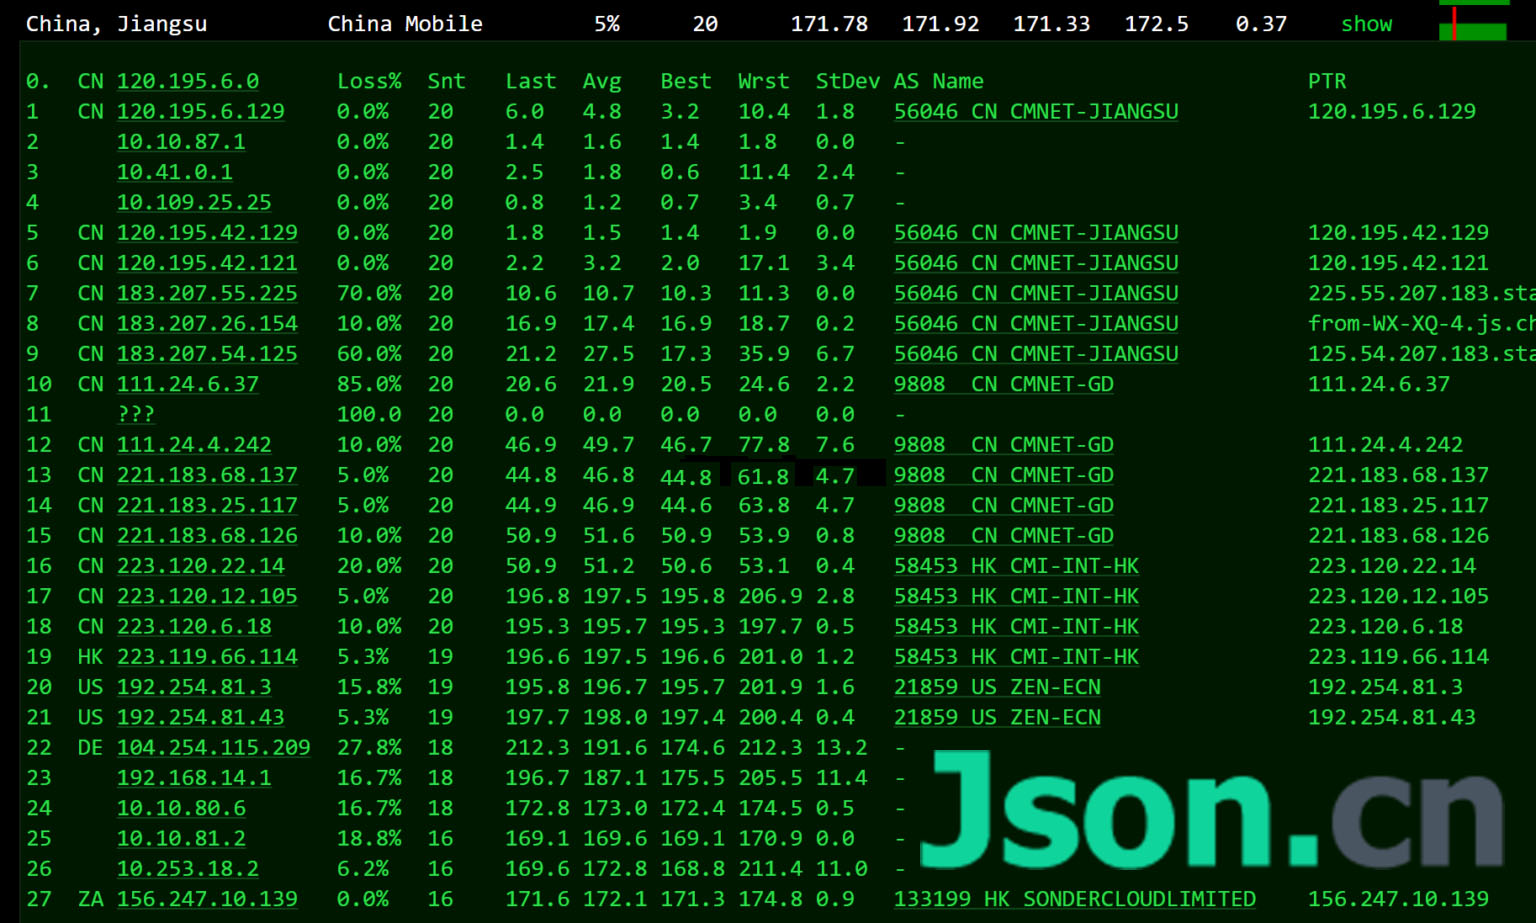 China, Jiangsu China Mobile 5% 20 171.78 171.92 171.33 172.5 0.37 show
0. CN 120.195.6.0 Loss% Snt Last Avg Best Wrst StDev AS Name PTR
1 CN 120.195.6.129 0.0% 20 6.0 4.8 3.2 10.4 1.8 56046 CN CMNET-JIANGSU 120.195.6.129
2 10.10.87.1 0.0% 20 1.4 1.6 1.4 1.8 0.0 -
3 10.41.0.1 0.0% 20 2.5 1.8 0.6 11.4 2.4 -
4 10.109.25.25 0.0% 20 0.8 1.2 0.7 3.4 0.7 -
5 CN 120.195.42.129 0.0% 20 1.8 1.5 1.4 1.9 0.0 56046 CN CMNET-JIANGSU 120.195.42.129
6 CN 120.195.42.121 0.0% 20 2.2 3.2 2.0 17.1 3.4 56046 CN CMNET-JIANGSU 120.195.42.121
7 CN 183.207.55.225 70.0% 20 10.6 10.7 10.3 11.3 0.0 56046 CN CMNET-JIANGSU 225.55.207.183.sta
8 CN 183.207.26.154 10.0% 20 16.9 17.4 16.9 18.7 0.2 56046 CN CMNET-JIANGSU from-WX-XQ-4.js.ch
9 CN 183.207.54.125 60.0% 20 21.2 27.5 17.3 35.9 6.7 56046 CN CMNET-JIANGSU 125.54.207.183.sta
10 CN 111.24.6.37 85.0% 20 20.6 21.9 20.5 24.6 2.2 9808 CN CMNET-GD 111.24.6.37
11 ??? 100.0 20 0.0 0.0 0.0 0.0 0.0 -
12 CN 111.24.4.242 10.0% 20 46.9 49.7 46.7 77.8 7.6 9808 CN CMNET-GD 111.24.4.242
13 CN 221.183.68.137 5.0% 20 44.8 46.8 44.8 61.8 4.7 9808 CN CMNET-GD 221.183.68.137
14 CN 221.183.25.117 5.0% 20 44.9 46.9 44.6 63.8 4.7 9808 CN CMNET-GD 221.183.25.117
15 CN 221.183.68.126 10.0% 20 50.9 51.6 50.9 53.9 0.8 9808 CN CMNET-GD 221.183.68.126
16 CN 223.120.22.14 20.0% 20 50.9 51.2 50.6 53.1 0.4 58453 HK CMI-INT-HK 223.120.22.14
17 CN 223.120.12.105 5.0% 20 196.8 197.5 195.8 206.9 2.8 58453 HK CMI-INT-HK 223.120.12.105
18 CN 223.120.6.18 10.0% 20 195.3 195.7 195.3 197.7 0.5 58453 HK CMI-INT-HK 223.120.6.18
19 HK 223.119.66.114 5.3% 19 196.6 197.5 196.6 201.0 1.2 58453 HK CMI-INT-HK 223.119.66.114
20 US 192.254.81.3 15.8% 19 195.8 196.7 195.7 201.9 1.6 21859 US ZEN-ECN 192.254.81.3
21 US 192.254.81.43 5.3% 19 197.7 198.0 197.4 200.4 0.4 21859 US ZEN-ECN 192.254.81.43
22 DE 104.254.115.209 27.8% 18 212.3 191.6 174.6 212.3 13.2 -
23 192.168.14.1 16.7% 18 196.7 187.1 175.5 205.5 11.4 -
24 10.10.80.6 16.7% 18 172.8 173.0 172.4 174.5 0.5 -
25 10.10.81.2 18.8% 16 169.1 169.6 169.1 170.9 0.0 -
26 10.253.18.2 6.2% 16 169.6 172.8 168.8 211.4 11.0 -
27 ZA 156.247.10.139 0.0% 16 171.6 172.1 171.3 174.8 0.9 133199 HK SONDERCLOUDLIMITED 156.247.10.139
Json.cn